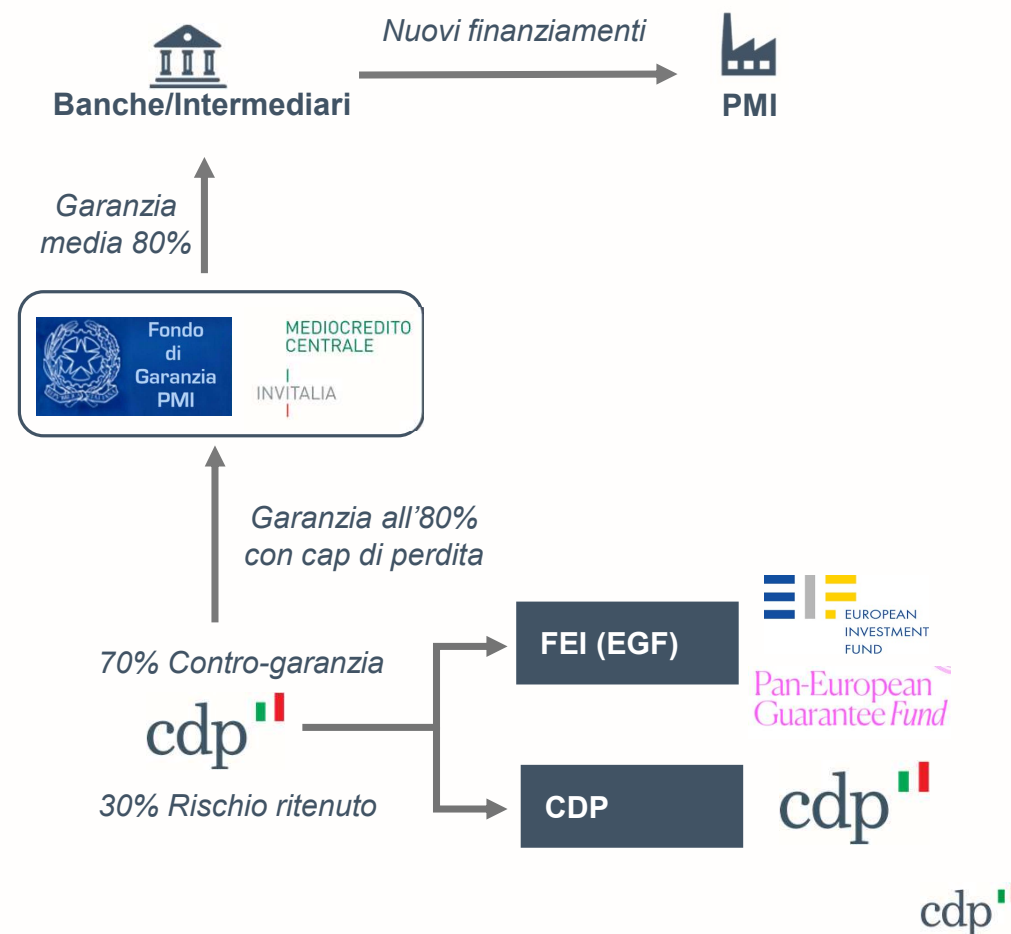 Nuovi finanziamenti
Banche/Intermediari
PMI
Garanzia
media 80%
Fondo
di
Garanzia
PMI
MEDIOCREDITO
CENTRALE
INVITALIA
Garanzia all'80%
con cap di perdita
70% Contro-garanzia
cdp
30% Rischio ritenuto
FEI (EGF)
EIF
EUROPEAN
INVESTMENT
FUND
Pan-European
Guarantee Fund
CDP
cdp
cdp